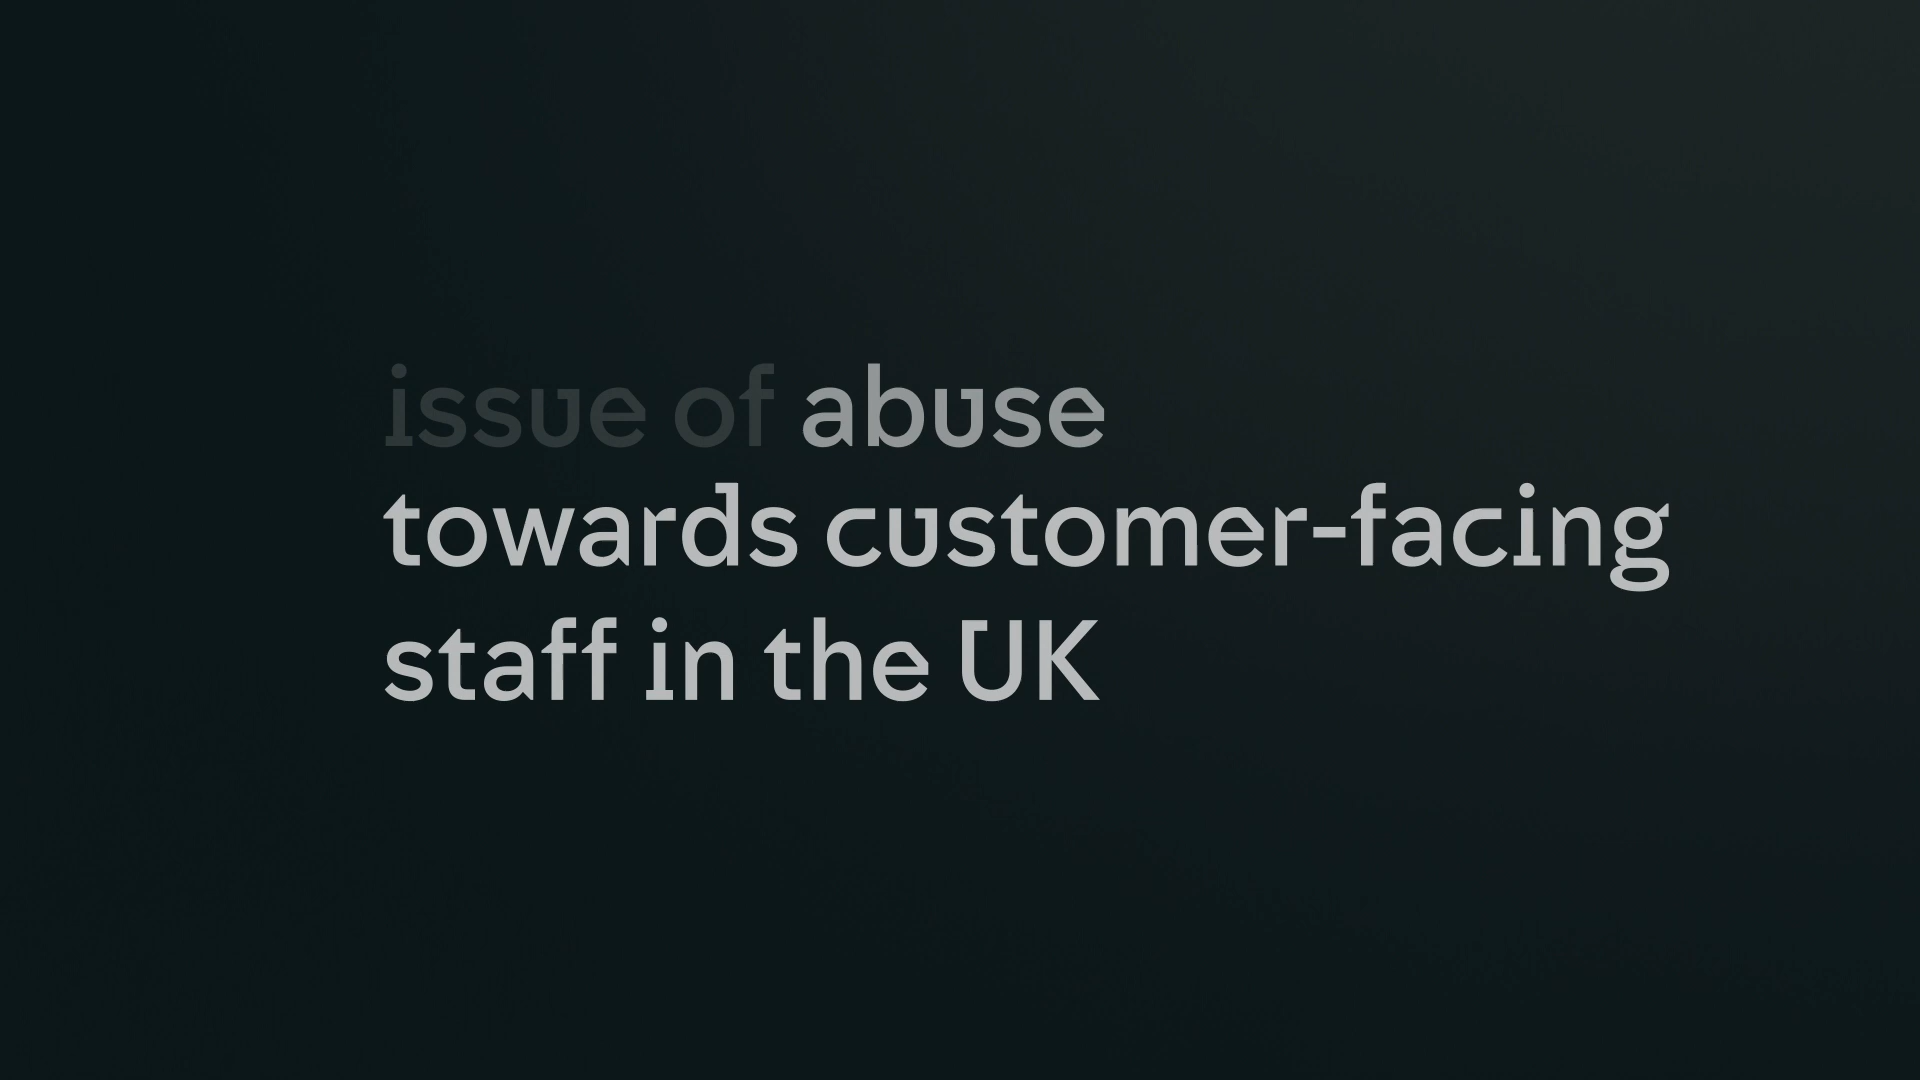 issue of abuse
towards customer-facing
staff in the UK